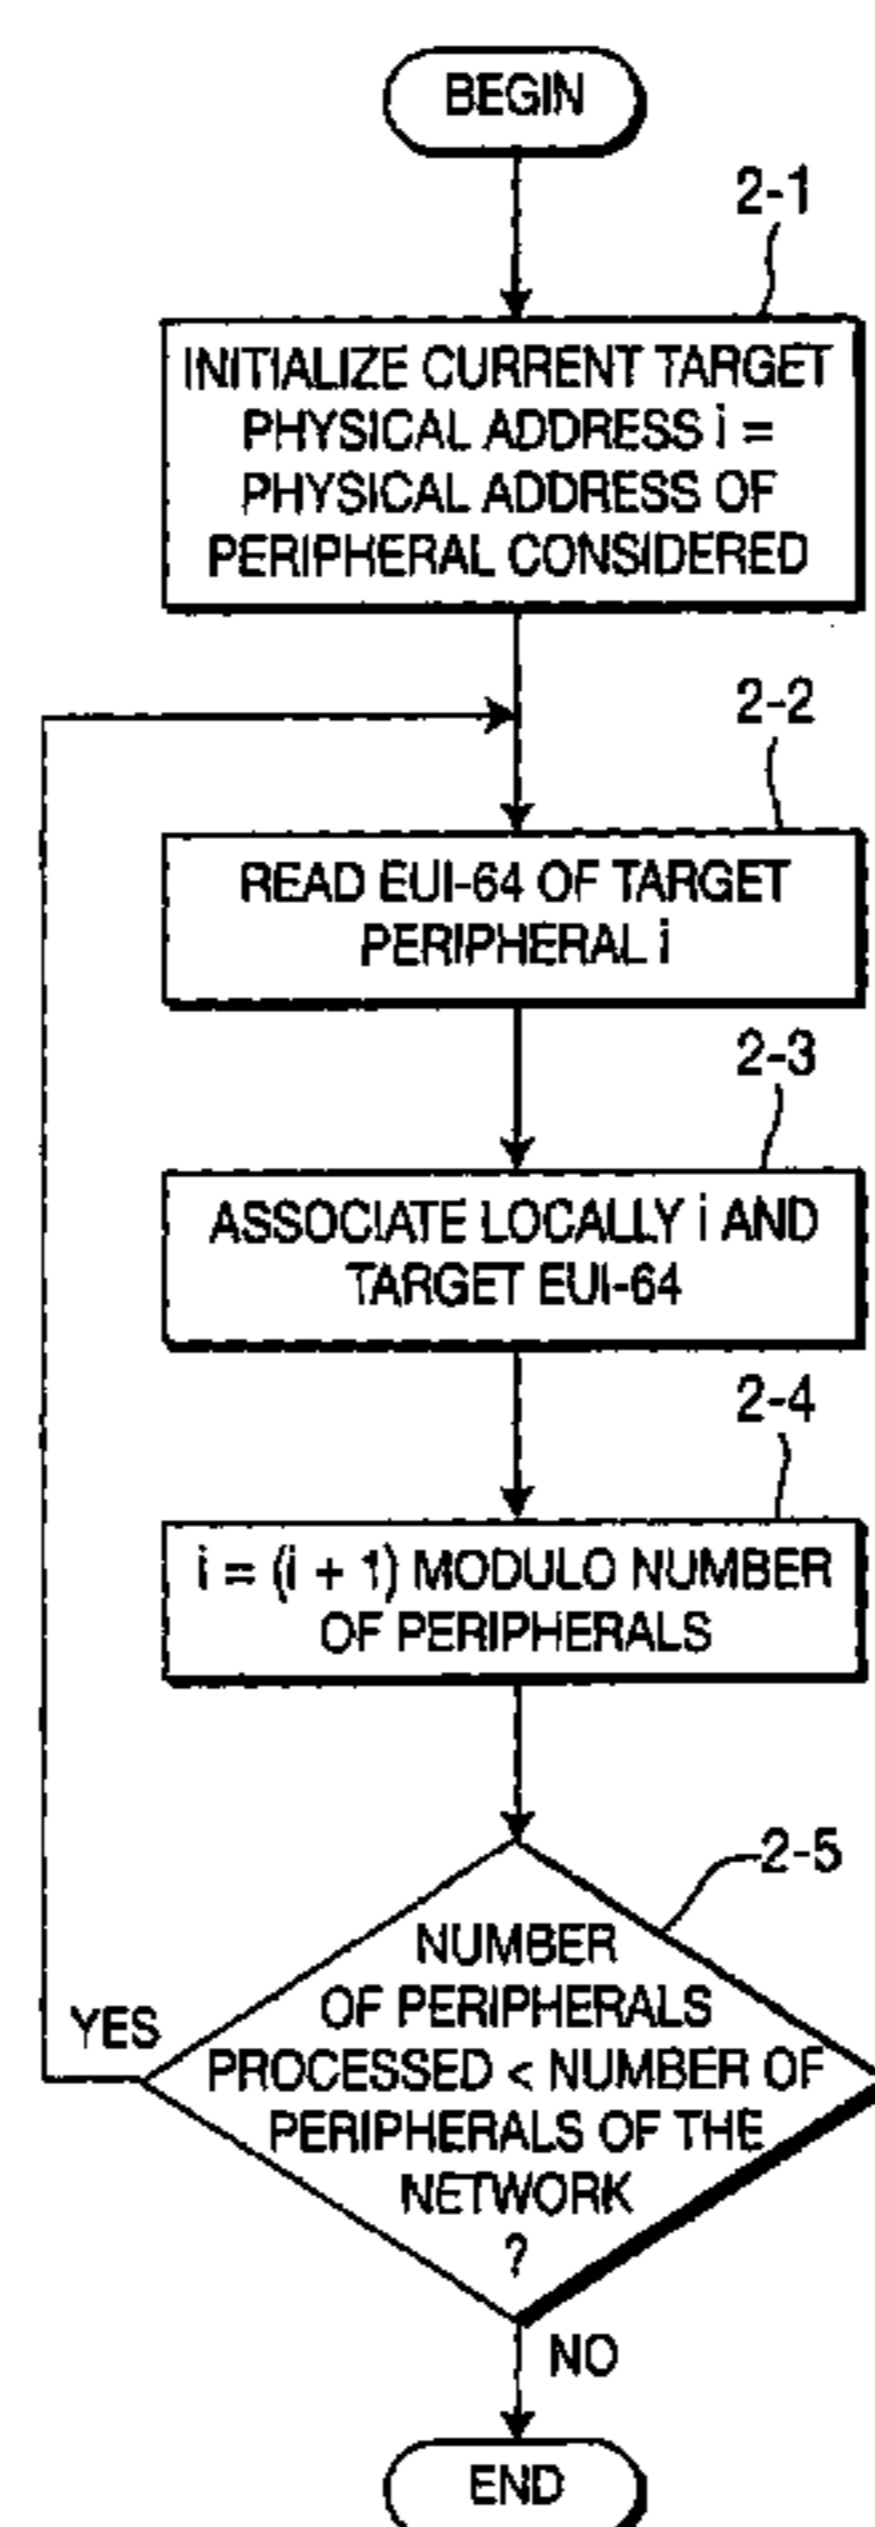 BEGIN
2-1
INITIALIZE CURRENT TARGET
PHYSICAL ADDRESS i =
PHYSICAL ADDRESS OF
PERIPHERAL CONSIDERED
2-2
READ EUI-64 OF TARGET
PERIPHERAL i
2-3
ASSOCIATE LOCALLY i AND
TARGET EUI-64
2-4
i = (i + 1) MODULO NUMBER
OF PERIPHERALS
2-5
NUMBER
OF PERIPHERALS
PROCESSED < NUMBER OF
PERIPHERALS OF THE
NETWORK
?
YES
NO
END